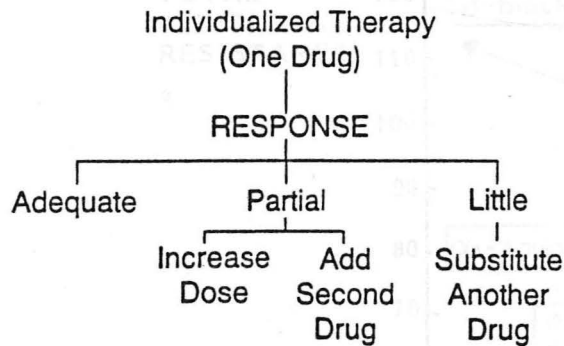 Individualized Therapy
(One Drug)
RESPONSE
Adequate
Partial
Little
Increase
Dose
Add
Second
Drug
Substitute
Another
Drug